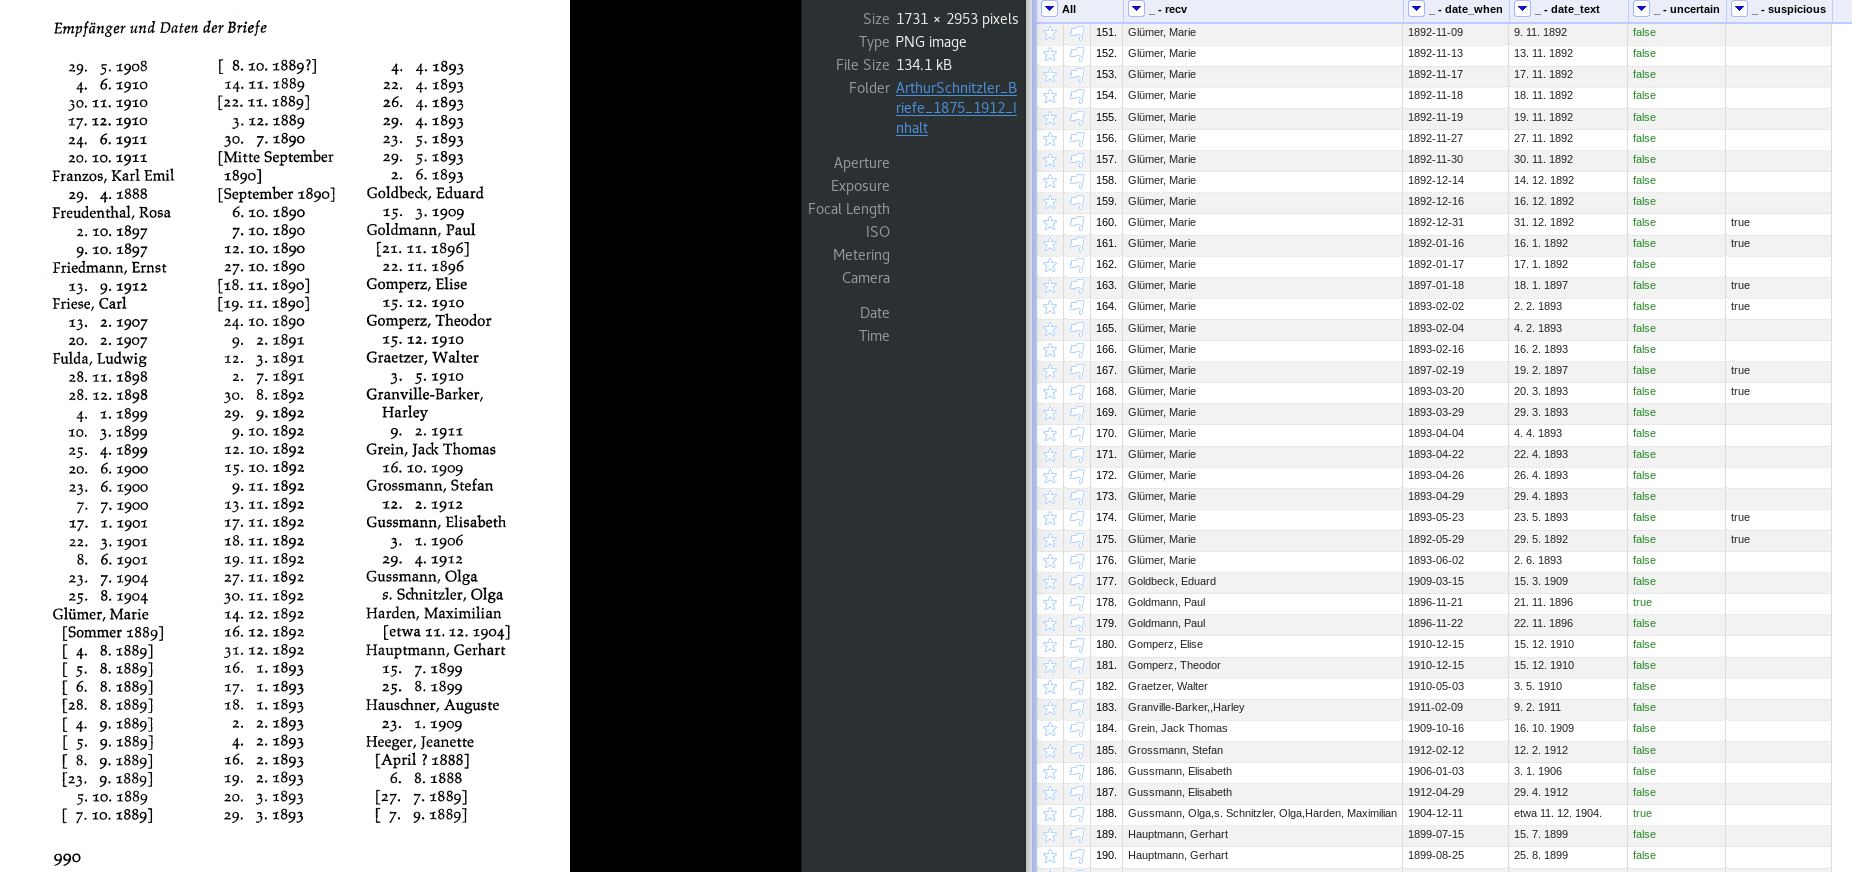 Empfänger und Daten der Briefe
29. 5. 1908
4. 6. 1910
30. 11. 1910
17. 12. 1910
24. 6. 1911
20. 10. 1911
Franzos, Karl Emil
29. 4. 1888
Freudenthal, Rosa
2. 10. 1897
9. 10. 1897
Friedmann, Ernst
13. 9. 1912
Friese, Carl
13. 2. 1907
20. 2. 1907
Fulda, Ludwig
28. 11. 1898
28. 12. 1898
4. 1. 1899
10. 3. 1899
25. 4. 1899
20. 6. 1900
23. 6. 1900
7. 7. 1900
17. 1. 1901
22. 3. 1901
8. 6. 1901
23. 7. 1904
25. 8. 1904
Glümer, Marie
[Sommer 1889]
[ 4. 8. 1889]
[ 5. 8. 1889]
[ 6. 8. 1889]
[28. 8. 1889]
[ 4. 9. 1889]
[ 5. 9. 1889]
[ 8. 9. 1889]
[23. 9. 1889]
5. 10. 1889
[ 7. 10. 1889]
[ 8. 10. 1889?]
14. 11. 1889
[22. 11. 1889]
3. 12. 1889
30. 7. 1890
[Mitte September
1890]
[September 1890]
6. 10. 1890
7. 10. 1890
12. 10. 1890
27. 10. 1890
[18. 11. 1890]
[19. 11. 1890]
24. 10. 1890
9. 2. 1891
12. 3. 1891
2. 7. 1891
30. 8. 1892
29. 9. 1892
9. 10. 1892
12. 10. 1892
15. 10. 1892
9. 11. 1892
13. 11. 1892
17. 11. 1892
18. 11. 1892
19. 11. 1892
27. 11. 1892
30. 11. 1892
14. 12. 1892
16. 12. 1892
31. 12. 1892
16. 1. 1893
17. 1. 1893
18. 1. 1893
2. 2. 1893
4. 2. 1893
16. 2. 1893
19. 2. 1893
20. 3. 1893
29. 3. 1893
4. 4. 1893
22. 4. 1893
26. 4. 1893
29. 4. 1893
23. 5. 1893
29. 5. 1893
2. 6. 1893
Goldbeck, Eduard
15. 3. 1909
Goldmann, Paul
[21. 11. 1896]
22. 11. 1896
Gomperz, Elise
15. 12. 1910
Gomperz, Theodor
15. 12. 1910
Graetzer, Walter
3. 5. 1910
Granville-Barker,
Harley
9. 2. 1911
Grein, Jack Thomas
16. 10. 1909
Grossmann, Stefan
12. 2. 1912
Gussmann, Elisabeth
3. 1. 1906
29. 4. 1912
Gussmann, Olga
s. Schnitzler, Olga
Harden, Maximilian
[etwa 11. 12. 1904]
Hauptmann, Gerhart
15. 7. 1899
25. 8. 1899
Hauschner, Auguste
23. 1. 1909
Heeger, Jeanette
[April ? 1888]
6. 8. 1888
[27. 7. 1889]
[ 7. 9. 1889]
990
Size 1731 × 2953 pixels
Type PNG image
File Size 134.1 kB
Folder ArthurSchnitzler_B
riefe_1875_1912_I
nhalt
Aperture
Exposure
Focal Length
ISO
Metering
Camera
Date
Time
All _ - recv _ - date_when _ - date_text _ - uncertain _ - suspicious
151. Glümer, Marie 1892-11-09 9. 11. 1892 false
152. Glümer, Marie 1892-11-13 13. 11. 1892 false
153. Glümer, Marie 1892-11-17 17. 11. 1892 false
154. Glümer, Marie 1892-11-18 18. 11. 1892 false
155. Glümer, Marie 1892-11-19 19. 11. 1892 false
156. Glümer, Marie 1892-11-27 27. 11. 1892 false
157. Glümer, Marie 1892-11-30 30. 11. 1892 false
158. Glümer, Marie 1892-12-14 14. 12. 1892 false
159. Glümer, Marie 1892-12-16 16. 12. 1892 false
160. Glümer, Marie 1892-12-31 31. 12. 1892 false true
161. Glümer, Marie 1892-01-16 16. 1. 1892 false true
162. Glümer, Marie 1892-01-17 17. 1. 1892 false
163. Glümer, Marie 1897-01-18 18. 1. 1897 false true
164. Glümer, Marie 1893-02-02 2. 2. 1893 false true
165. Glümer, Marie 1893-02-04 4. 2. 1893 false
166. Glümer, Marie 1893-02-16 16. 2. 1893 false
167. Glümer, Marie 1897-02-19 19. 2. 1897 false true
168. Glümer, Marie 1893-03-20 20. 3. 1893 false true
169. Glümer, Marie 1893-03-29 29. 3. 1893 false
170. Glümer, Marie 1893-04-04 4. 4. 1893 false
171. Glümer, Marie 1893-04-22 22. 4. 1893 false
172. Glümer, Marie 1893-04-26 26. 4. 1893 false
173. Glümer, Marie 1893-04-29 29. 4. 1893 false
174. Glümer, Marie 1893-05-23 23. 5. 1893 false true
175. Glümer, Marie 1892-05-29 29. 5. 1892 false true
176. Glümer, Marie 1893-06-02 2. 6. 1893 false
177. Goldbeck, Eduard 1909-03-15 15. 3. 1909 false
178. Goldmann, Paul 1896-11-21 21. 11. 1896 true
179. Goldmann, Paul 1896-11-22 22. 11. 1896 false
180. Gomperz, Elise 1910-12-15 15. 12. 1910 false
181. Gomperz, Theodor 1910-12-15 15. 12. 1910 false
182. Graetzer, Walter 1910-05-03 3. 5. 1910 false
183. Granville-Barker,,Harley 1911-02-09 9. 2. 1911 false
184. Grein, Jack Thomas 1909-10-16 16. 10. 1909 false
185. Grossmann, Stefan 1912-02-12 12. 2. 1912 false
186. Gussmann, Elisabeth 1906-01-03 3. 1. 1906 false
187. Gussmann, Elisabeth 1912-04-29 29. 4. 1912 false
188. Gussmann, Olga,s. Schnitzler, Olga,Harden, Maximilian 1904-12-11 etwa 11. 12. 1904. true
189. Hauptmann, Gerhart 1899-07-15 15. 7. 1899 false
190. Hauptmann, Gerhart 1899-08-25 25. 8. 1899 false